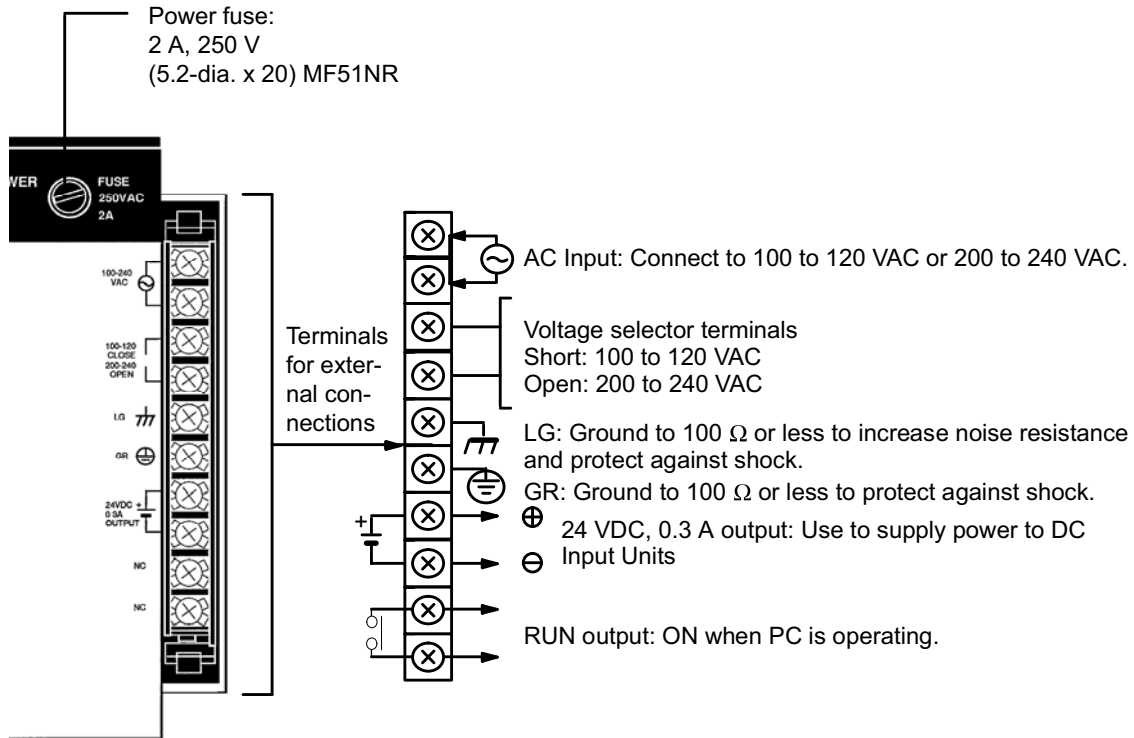 Power fuse:
2 A, 250 V
(5.2-dia. x 20) MF51NR
WER
FUSE
250VAC
2A
100-240
VAC
100-120
CLOSE
200-240
OPEN
LG
GR
24VDC +
0.3A
OUTPUT
NC
NC
Terminals
for exter-
nal con-
nections
AC Input: Connect to 100 to 120 VAC or 200 to 240 VAC.
Voltage selector terminals
Short: 100 to 120 VAC
Open: 200 to 240 VAC
LG: Ground to 100 Ω or less to increase noise resistance
and protect against shock.
GR: Ground to 100 Ω or less to protect against shock.
+
24 VDC, 0.3 A output: Use to supply power to DC
Input Units
RUN output: ON when PC is operating.